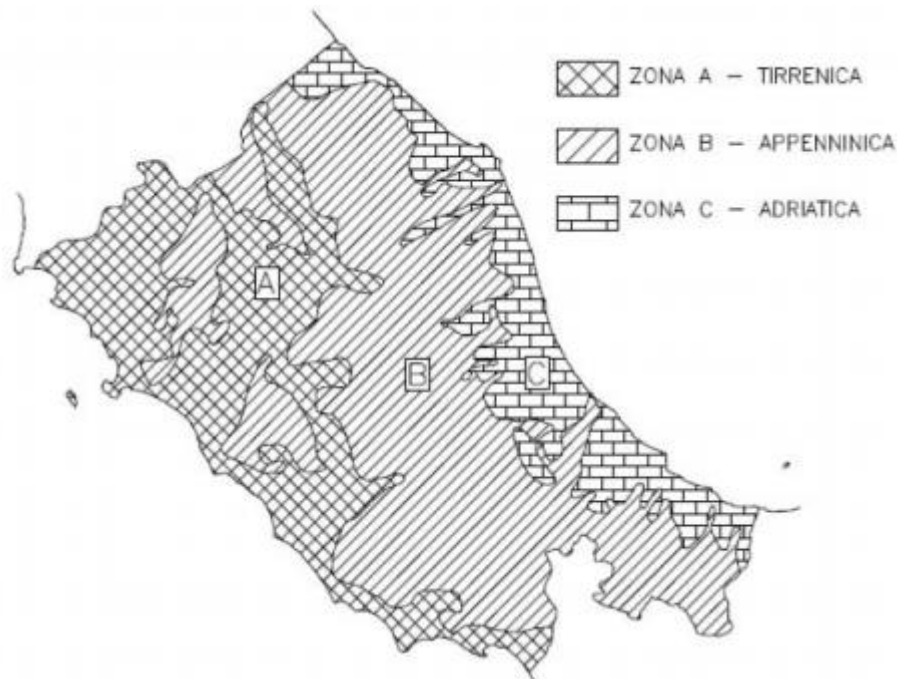 ZONA A – TIRRENICA
ZONA B – APPENNINICA
ZONA C – ADRIATICA
A
B
C